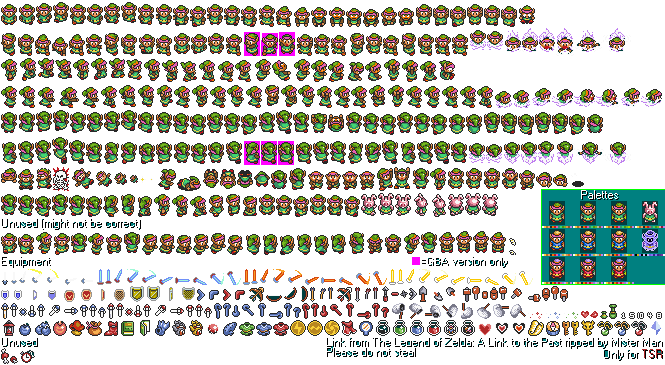 Palettes
Unused (might not be correct)
Equipment
=GBA version only
Unused
Link from The Legend of Zelda: A Link to the Past ripped by Mister Man
Please do not steal
Only for TSR